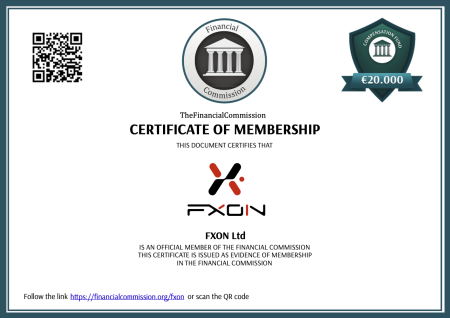 Financial
Commission
COMPENSATION FUND
€20.000
TheFinancialCommission
CERTIFICATE OF MEMBERSHIP
THIS DOCUMENT CERTIFIES THAT
FXON
FXON Ltd
IS AN OFFICIAL MEMBER OF THE FINANCIAL COMMISSION
THIS CERTIFICATE IS ISSUED AS EVIDENCE OF MEMBERSHIP
IN THE FINANCIAL COMMISSION
Follow the link https://financialcommission.org/fxon or scan the QR code